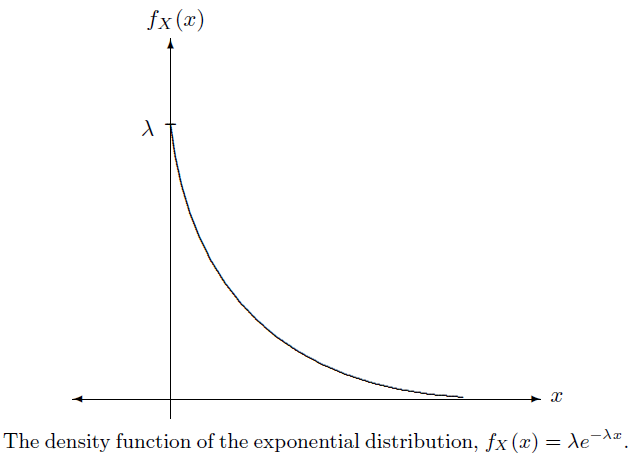 f_X(x)
λ
x
The density function of the exponential distribution, f_X(x) = λe^{-λx}.